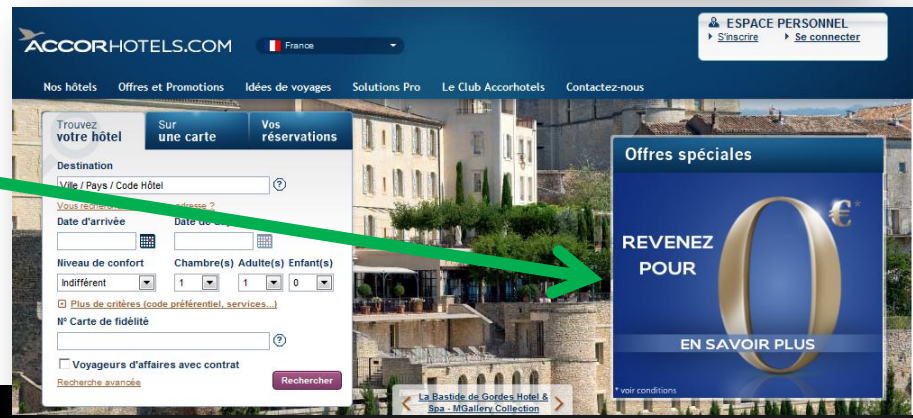 ACCORHOTELS.COM
France
ESPACE PERSONNEL
S'inscrire Se connecter
Nos hôtels Offres et Promotions Idées de voyages Solutions Pro Le Club Accorhotels Contactez-nous
Trouvez votre hôtel
Sur une carte
Vos réservations
Destination
Ville / Pays / Code Hôtel
Vous adresse ?
Date d'arrivée Date de
Niveau de confort Chambre(s) Adulte(s) Enfant(s)
Indifférent 1 1 0
Plus de critères (code préférentiel, services...)
N° Carte de fidélité
Voyageurs d'affaires avec contrat
Recherche avancée
Rechercher
Offres spéciales
REVENEZ
POUR
0€*
EN SAVOIR PLUS
* voir conditions
La Bastide de Gordes Hotel &
Spa - MGallery Collection